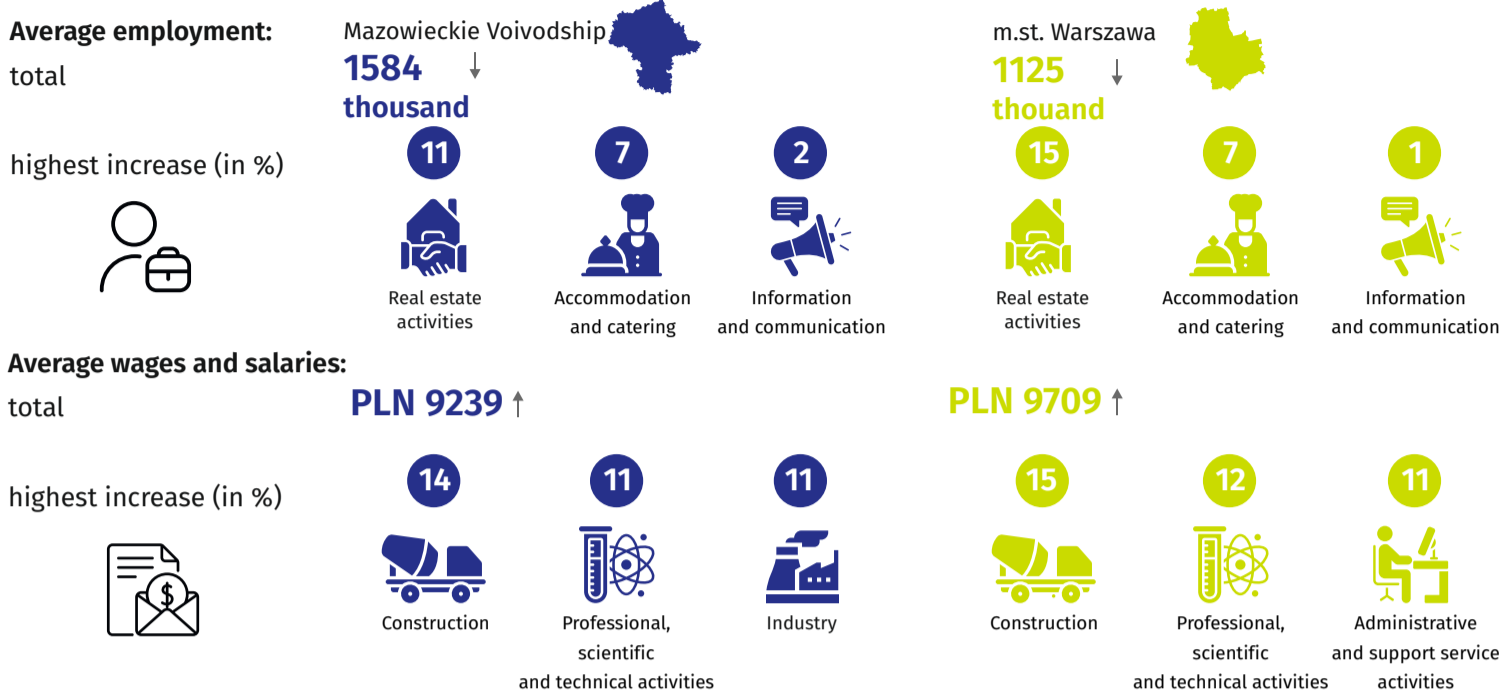 Average employment:
total
Mazowieckie Voivodship
1584
thousand
m.st. Warszawa
1125
thouand
highest increase (in %)
11
7
2
15
7
1
Real estate
activities
Accommodation
and catering
Information
and communication
Real estate
activities
Accommodation
and catering
Information
and communication
Average wages and salaries:
total
PLN 9239
PLN 9709
highest increase (in %)
14
11
11
15
12
11
$
Construction
Professional,
scientific
and technical activities
Industry
Construction
Professional,
scientific
and technical activities
Administrative
and support service
activities